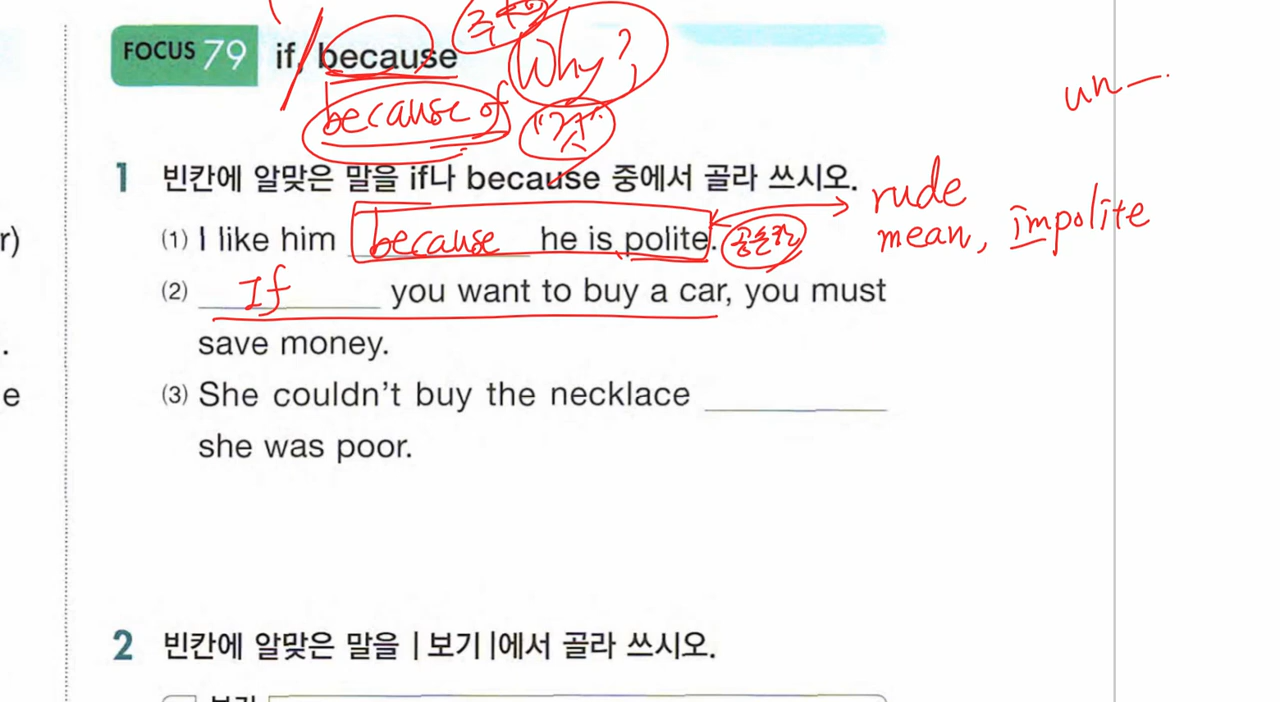 FOCUS 79 if, because
Why?
because of
un
1 빈칸에 알맞은 말을 if나 because 중에서 골라 쓰시오.
rude
r)
(1) I like him because he is polite. 공손한
mean, impolite
(2) If you want to buy a car, you must
save money.
.
e
(3) She couldn't buy the necklace
she was poor.
2 빈칸에 알맞은 말을 |보기|에서 골라 쓰시오.